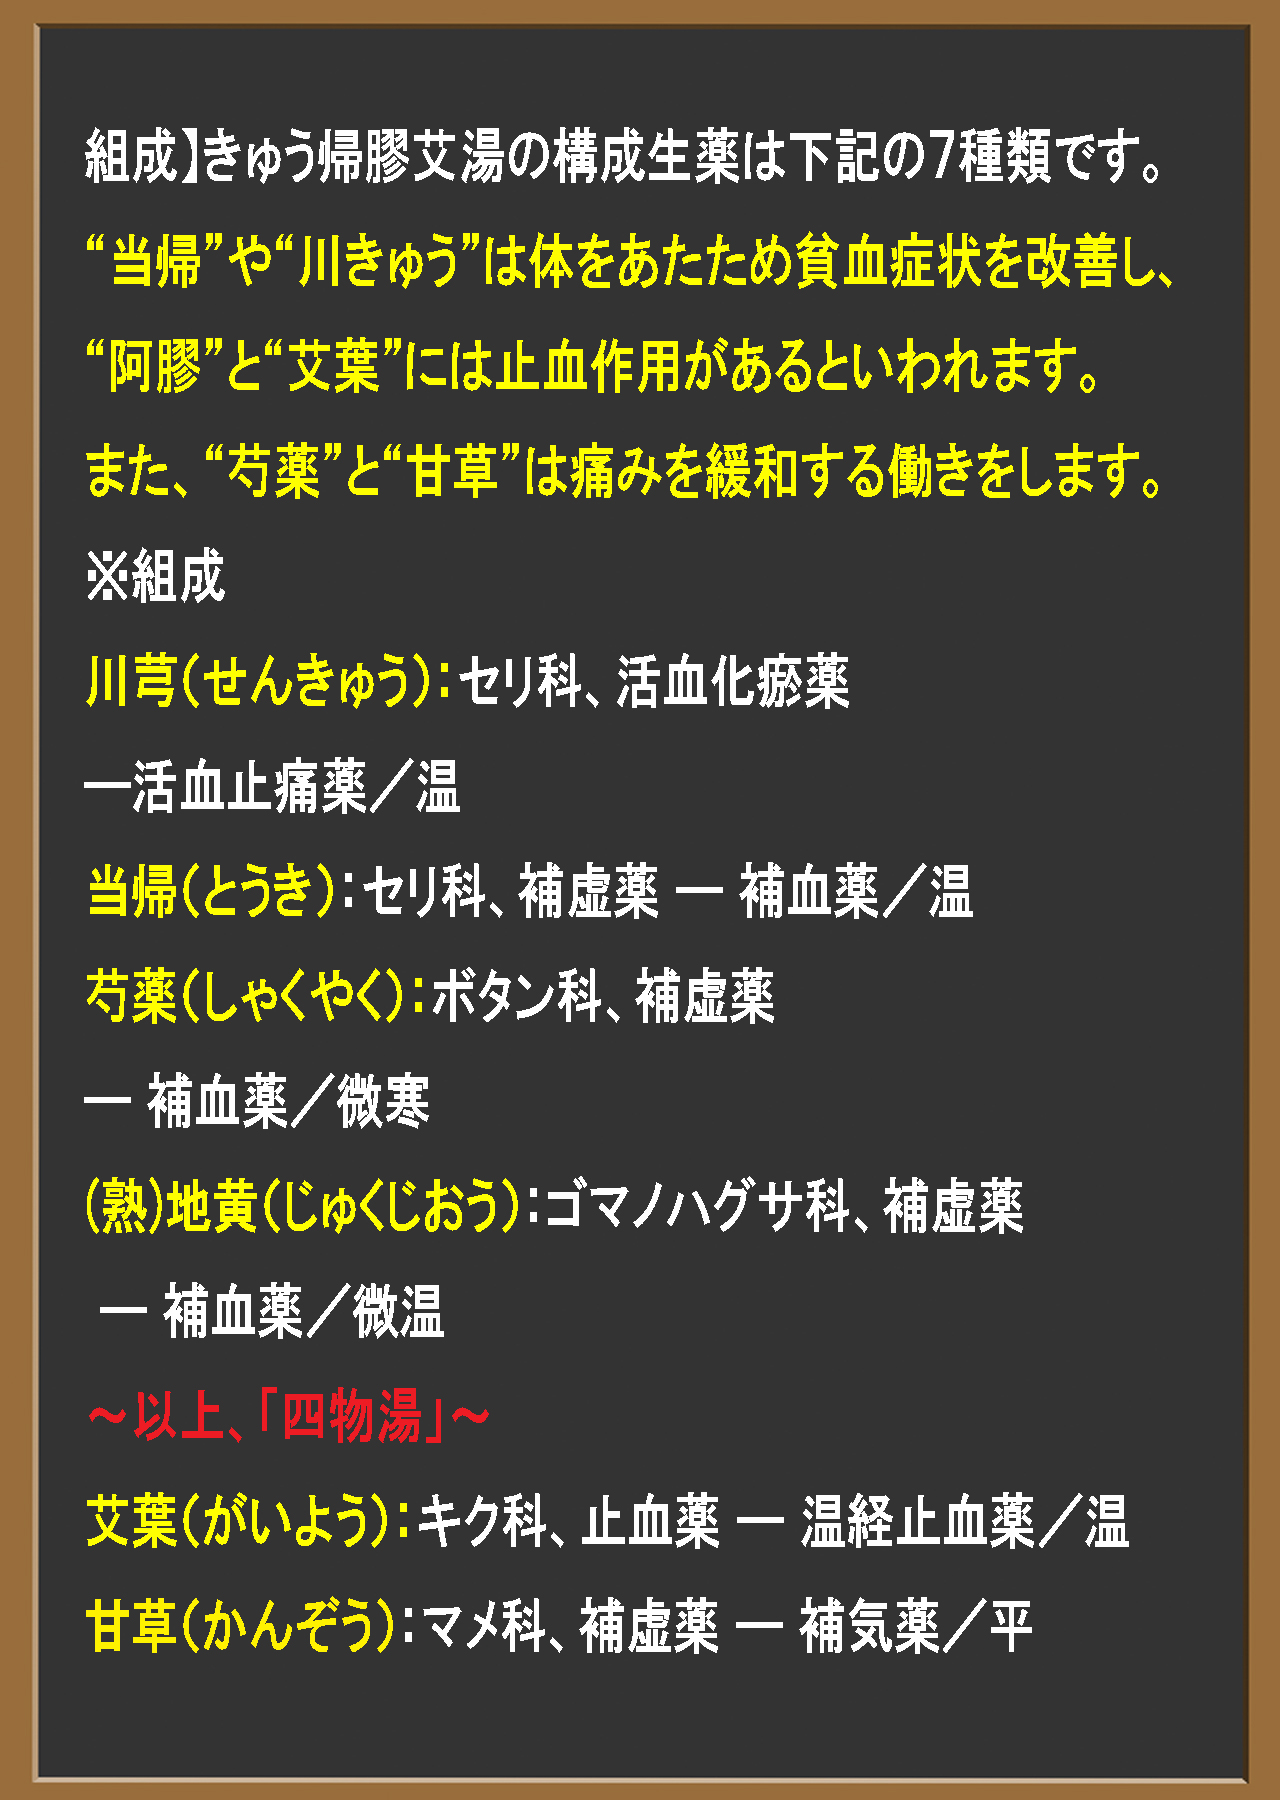 組成】きゅう帰膠艾湯の構成生薬は下記の7種類です。
“当帰”や“川きゅう”は体をあたため貧血症状を改善し、
“阿膠”と“艾葉”には止血作用があるといわれます。
また、“芍薬”と“甘草”は痛みを緩和する働きをします。
※組成
川芎（せんきゅう）：セリ科、活血化瘀薬
―活血止痛薬／温
当帰（とうき）：セリ科、補虚薬 ― 補血薬／温
芍薬（しゃくやく）：ボタン科、補虚薬
― 補血薬／微寒
(熟)地黄（じゅくじおう）：ゴマノハグサ科、補虚薬
― 補血薬／微温
～以上、「四物湯」～
艾葉（がいよう）：キク科、止血薬 ― 温経止血薬／温
甘草（かんぞう）：マメ科、補虚薬 ― 補気薬／平